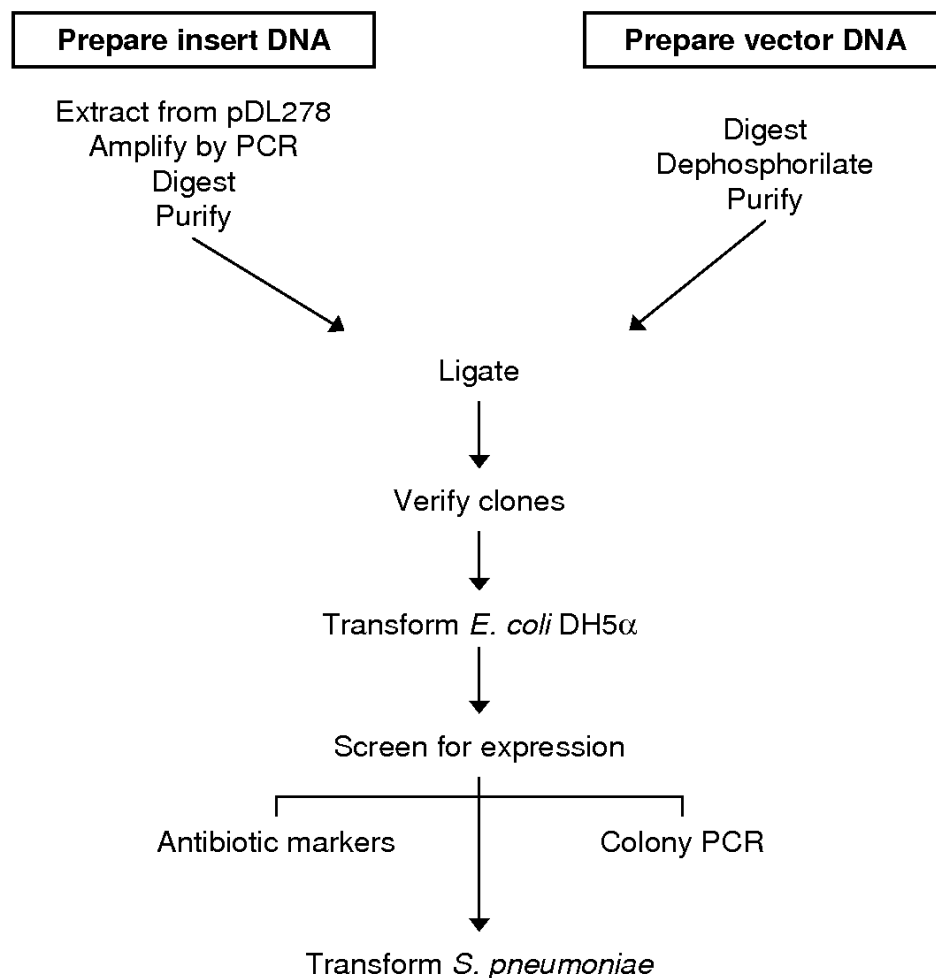 Prepare insert DNA
Extract from pDL278
Amplify by PCR
Digest
Purify
Prepare vector DNA
Digest
Dephosphorilate
Purify
Ligate
Verify clones
Transform E. coli DH5α
Screen for expression
Antibiotic markers
Colony PCR
Transform S. pneumoniae